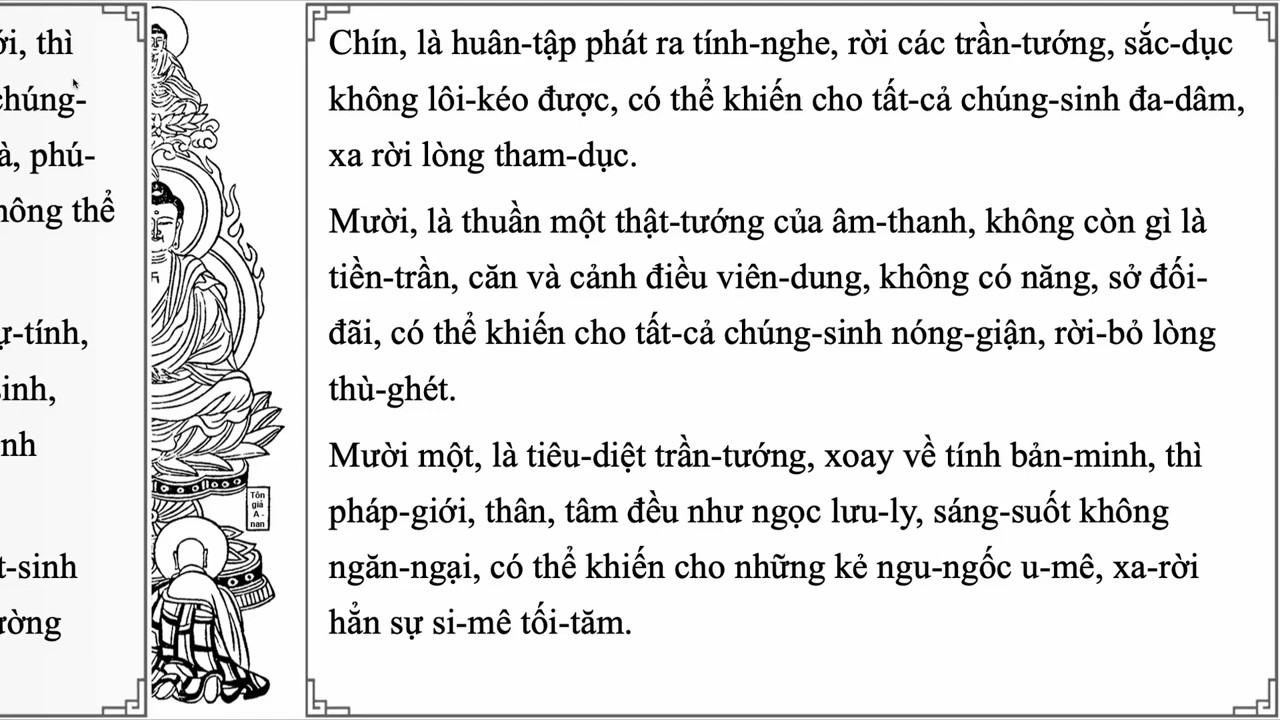 ới, thì
chúng-
à, phú-
hông thể
ự-tính,
sinh,
nh
t-sinh
ường
Tôn
giả
A -
nan
Chín, là huân-tập phát ra tính-nghe, rời các trần-tướng, sắc-dục
không lôi-kéo được, có thể khiến cho tất-cả chúng-sinh đa-dâm,
xa rời lòng tham-dục.
Mười, là thuần một thật-tướng của âm-thanh, không còn gì là
tiền-trần, căn và cảnh điều viên-dung, không có năng, sở đối-
đãi, có thể khiến cho tất-cả chúng-sinh nóng-giận, rời-bỏ lòng
thù-ghét.
Mười một, là tiêu-diệt trần-tướng, xoay về tính bản-minh, thì
pháp-giới, thân, tâm đều như ngọc lưu-ly, sáng-suốt không
ngăn-ngại, có thể khiến cho những kẻ ngu-ngốc u-mê, xa-rời
hẳn sự si-mê tối-tăm.